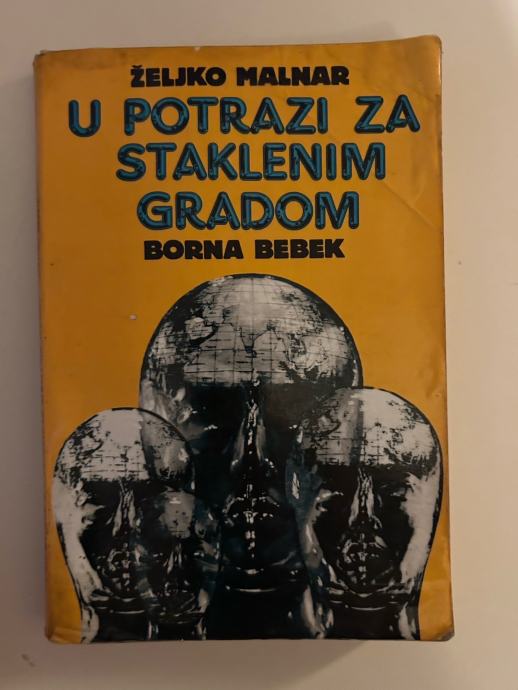 ŽELJKO MALNAR
U POTRAZI ZA
STAKLENIM
GRADOM
BORNA BEBEK